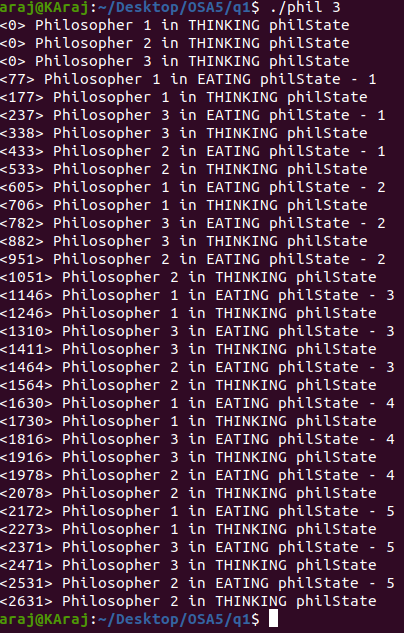 araj@KAraj:~/Desktop/OSA5/q1$ ./phil 3
<0> Philosopher 1 in THINKING philState
<0> Philosopher 2 in THINKING philState
<0> Philosopher 3 in THINKING philState
<77> Philosopher 1 in EATING philState - 1
<177> Philosopher 1 in THINKING philState
<237> Philosopher 3 in EATING philState - 1
<338> Philosopher 3 in THINKING philState
<433> Philosopher 2 in EATING philState - 1
<533> Philosopher 2 in THINKING philState
<605> Philosopher 1 in EATING philState - 2
<706> Philosopher 1 in THINKING philState
<782> Philosopher 3 in EATING philState - 2
<882> Philosopher 3 in THINKING philState
<951> Philosopher 2 in EATING philState - 2
<1051> Philosopher 2 in THINKING philState
<1146> Philosopher 1 in EATING philState - 3
<1246> Philosopher 1 in THINKING philState
<1310> Philosopher 3 in EATING philState - 3
<1411> Philosopher 3 in THINKING philState
<1464> Philosopher 2 in EATING philState - 3
<1564> Philosopher 2 in THINKING philState
<1630> Philosopher 1 in EATING philState - 4
<1730> Philosopher 1 in THINKING philState
<1816> Philosopher 3 in EATING philState - 4
<1916> Philosopher 3 in THINKING philState
<1978> Philosopher 2 in EATING philState - 4
<2078> Philosopher 2 in THINKING philState
<2172> Philosopher 1 in EATING philState - 5
<2273> Philosopher 1 in THINKING philState
<2371> Philosopher 3 in EATING philState - 5
<2471> Philosopher 3 in THINKING philState
<2531> Philosopher 2 in EATING philState - 5
<2631> Philosopher 2 in THINKING philState
araj@KAraj:~/Desktop/OSA5/q1$